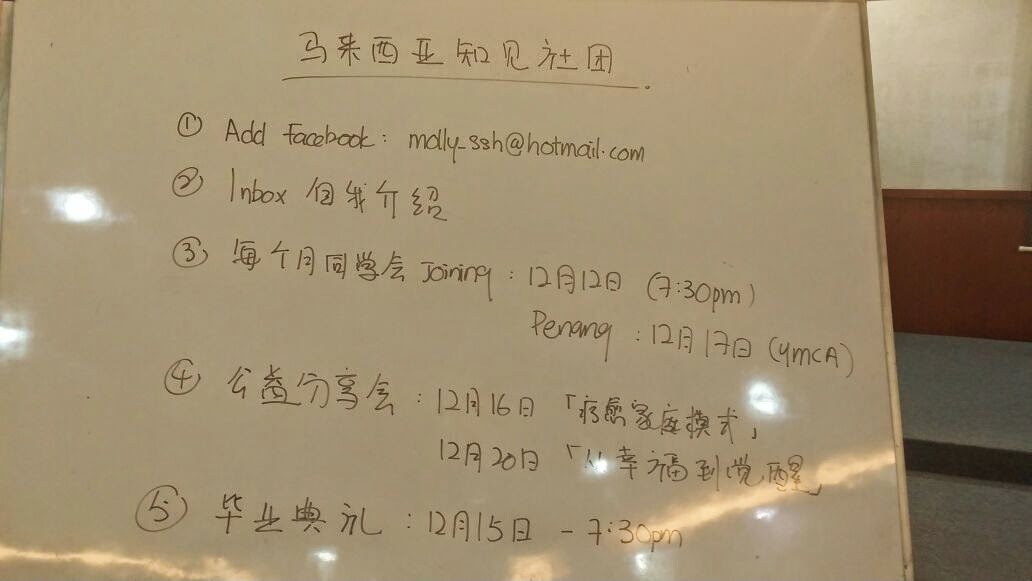 马来西亚知见社团
① Add facebook : molly_ssh@hotmail.com
② Inbox 自我介绍
③ 每个月同学会 Joining : 12月12日 (7:30pm)
Penang : 12月17日 (YMCA)
④ 公益分享会 : 12月16日 「疗愈家庭模式」
12月20日 「从幸福到觉醒」
⑤ 毕业典礼 : 12月15日 - 7:30pm